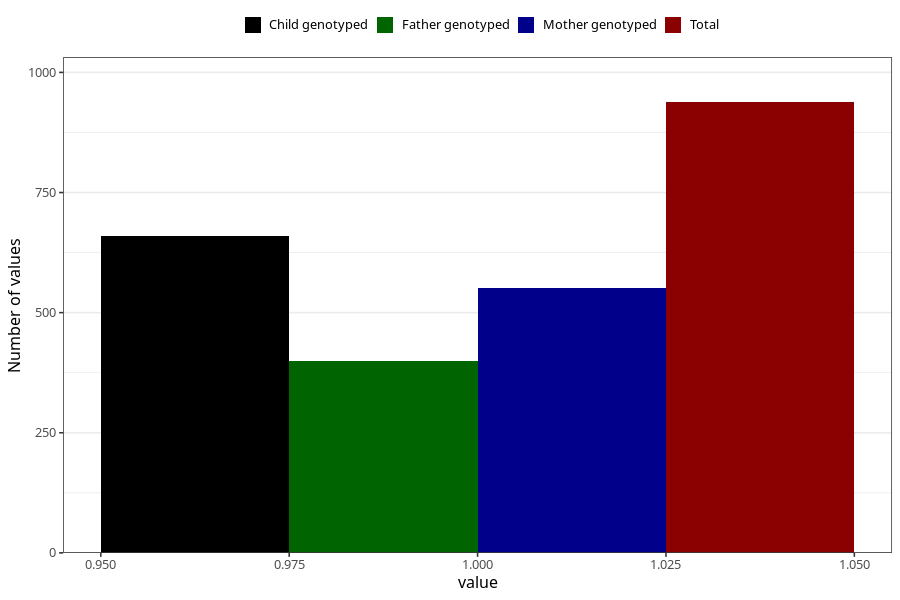 Child genotyped Father genotyped Mother genotyped Total
1000
750
500
250
0
Number of values
0.950 0.975 1.000 1.025 1.050
value